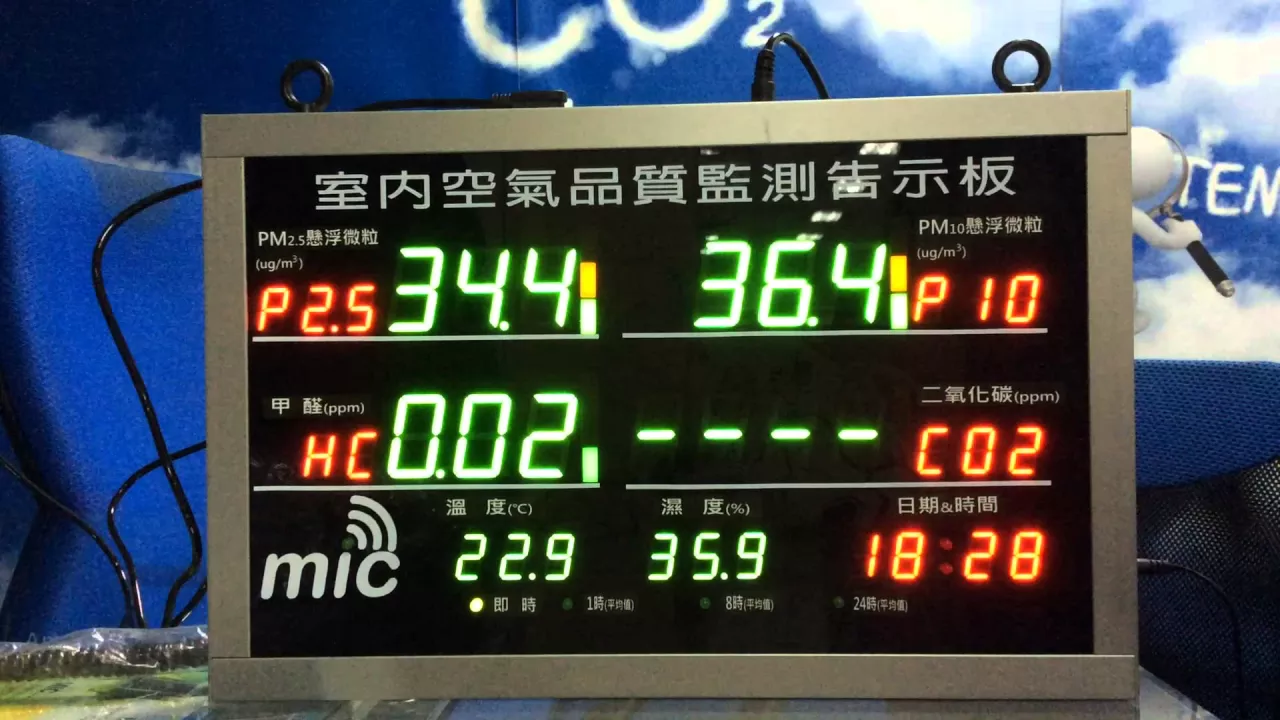 CO2
TEN
室內空氣品質監測告示板
PM2.5懸浮微粒
(ug/m³)
P2.5 34.4
PM10懸浮微粒
(ug/m³)
36.4 P10
甲 醛(ppm)
HC 0.02
二氧化碳(ppm)
---- CO2
mic
溫 度(℃)
22.9
濕 度(%)
35.9
日期&時間
18:28
即 時 1時(平均值) 8時(平均值) 24時(平均值)